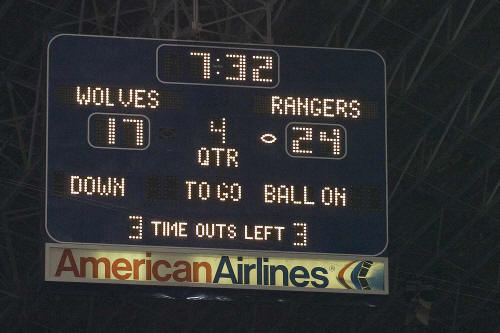 7:32
WOLVES RANGERS
17 4 24
QTR
DOWN TO GO BALL ON
3 TIME OUTS LEFT 3
AmericanAirlines